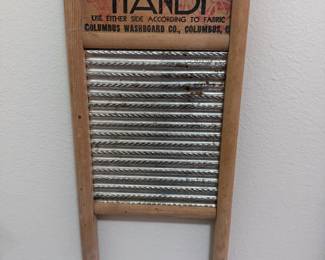 HANDI
USE EITHER SIDE ACCORDING TO FABRIC
COLUMBUS WASHBOARD CO., COLUMBUS, O